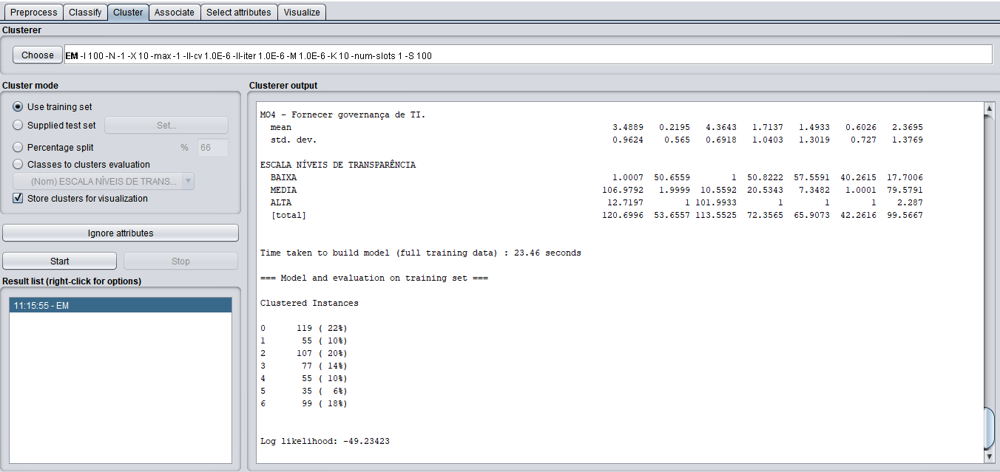 Preprocess Classify Cluster Associate Select attributes Visualize
Clusterer
Choose EM -I 100 -N -1 -X 10 -max -1 -ll-cv 1.0E-6 -ll-iter 1.0E-6 -M 1.0E-6 -K 10 -num-slots 1 -S 100
Cluster mode
Use training set
Supplied test set Set...
Percentage split % 66
Classes to clusters evaluation
(Nom) ESCALA NÍVEIS DE TRANS...
Store clusters for visualization
Ignore attributes
Start Stop
Result list (right-click for options)
11:15:55 - EM
Clusterer output
MO4 - Fornecer governança de TI.
mean 3.4889 0.2195 4.3643 1.7137 1.4933 0.6026 2.3695
std. dev. 0.9624 0.565 0.6918 1.0403 1.3019 0.727 1.3769
ESCALA NÍVEIS DE TRANSPARÊNCIA
BAIXA 1.0007 50.6559 1 50.8222 57.5591 40.2615 17.7006
MEDIA 106.9792 1.9999 10.5592 20.5343 7.3482 1.0001 79.5791
ALTA 12.7197 1 101.9933 1 1 1 2.287
[total] 120.6996 53.6557 113.5525 72.3565 65.9073 42.2616 99.5667
Time taken to build model (full training data) : 23.46 seconds
=== Model and evaluation on training set ===
Clustered Instances
0 119 ( 22%)
1 55 ( 10%)
2 107 ( 20%)
3 77 ( 14%)
4 55 ( 10%)
5 35 ( 6%)
6 99 ( 18%)
Log likelihood: -49.23423